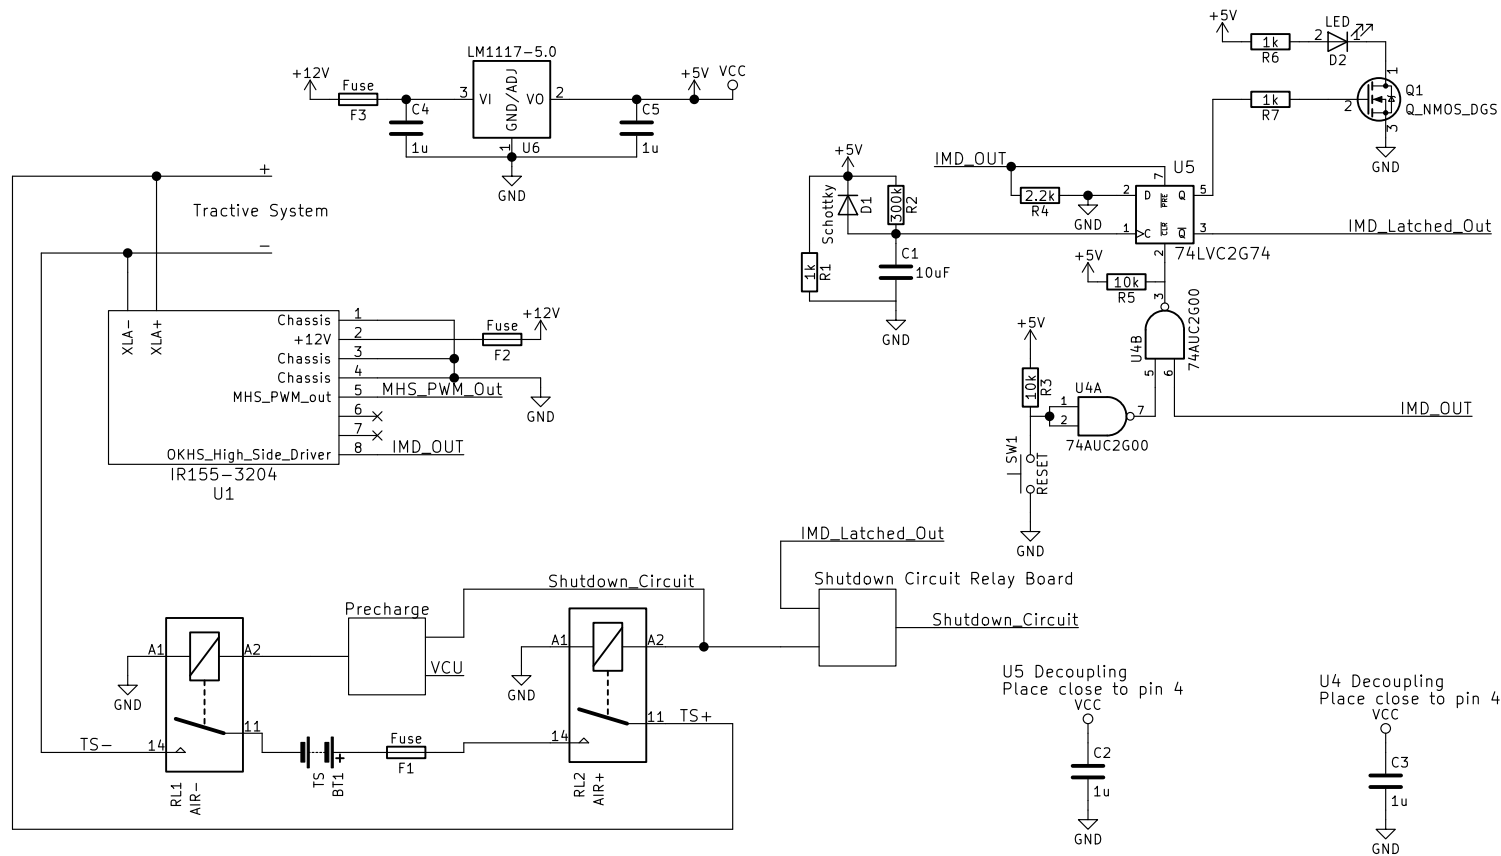 LM1117-5.0
+12V
Fuse
F3
C4
1u
3
VI
GND/ADJ
VO
2
1
U6
GND
C5
1u
+5V
VCC
+
Tractive System
−
XLA-
XLA+
Chassis
1
+12V
2
Chassis
3
Chassis
4
MHS_PWM_out
5
MHS_PWM_Out
6
7
OKHS_High_Side_Driver
8
IMD_OUT
IR155-3204
U1
Fuse
F2
+12V
GND
+5V
Schottky
D1
300k
R2
1k
R1
C1
10uF
GND
IMD_OUT
2.2k
R4
GND
U5
7
2
D
PRE
Q
5
1
C
CLR
Q
3
2
74LVC2G74
IMD_Latched_Out
+5V
1k
R6
LED
2
1
D2
1k
R7
1
2
3
Q1
Q_NMOS_DGS
GND
+5V
10k
R5
3
U4B
74AUC2G00
5
6
IMD_OUT
+5V
10k
R3
U4A
1
2
7
74AUC2G00
SW1
RESET
GND
IMD_Latched_Out
Shutdown Circuit Relay Board
Shutdown_Circuit
Shutdown_Circuit
Precharge
VCU
A1
A2
GND
11
14
TS-
RL1
AIR-
TS
BT1
+
Fuse
F1
A1
A2
GND
11
TS+
14
RL2
AIR+
U5 Decoupling
Place close to pin 4
VCC
C2
1u
GND
U4 Decoupling
Place close to pin 4
VCC
C3
1u
GND